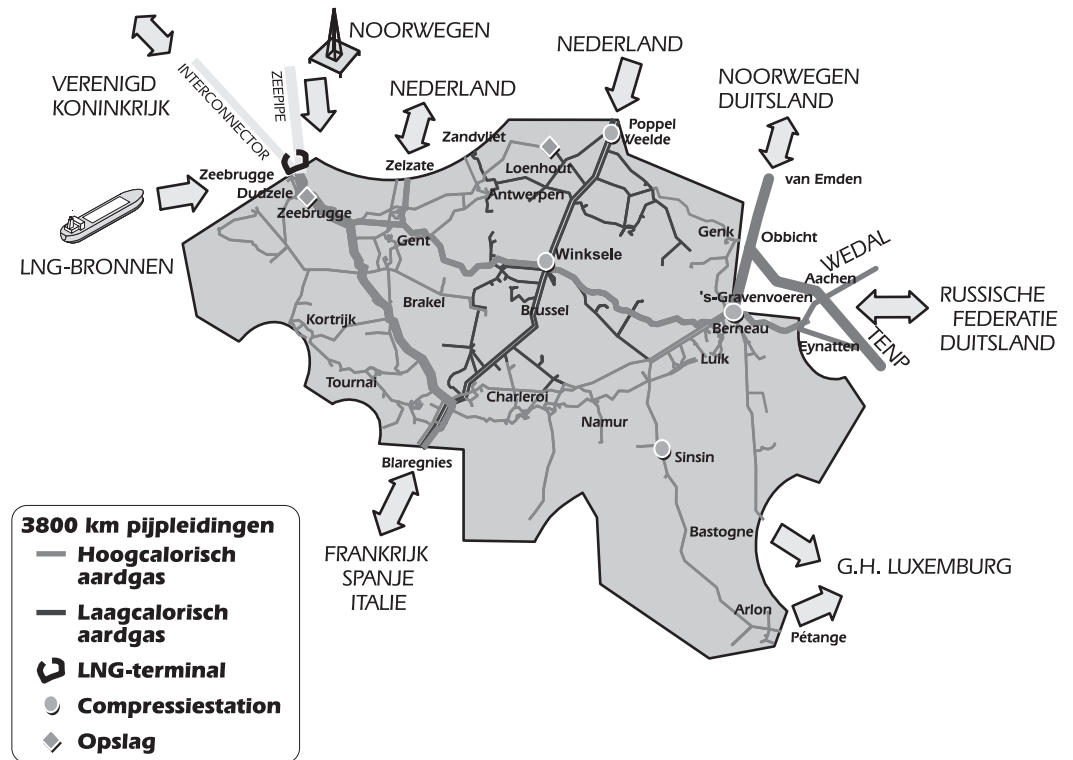 NOORWEGEN
NEDERLAND
VERENIGD
KONINKRIJK
INTERCONNECTOR
ZEEPIPE
NEDERLAND
NOORWEGEN
DUITSLAND
Zandvliet
Poppel
Weelde
Zelzate
Loenhout
Zeebrugge
Dudzele
Zeebrugge
Antwerpen
van Emden
LNG-BRONNEN
Gent
Genk
Obbicht
Winksele
WEDAL
Aachen
Brakel
Brussel
's-Gravenvoeren
RUSSISCHE
FEDERATIE
DUITSLAND
Kortrijk
Berneau
Eynatten
TENP
Luik
Tournai
Charleroi
Namur
Blaregnies
Sinsin
FRANKRIJK
SPANJE
ITALIE
Bastogne
G.H. LUXEMBURG
Arlon
Pétange
3800 km pijpleidingen
Hoogcalorisch
aardgas
Laagcalorisch
aardgas
LNG-terminal
Compressiestation
Opslag